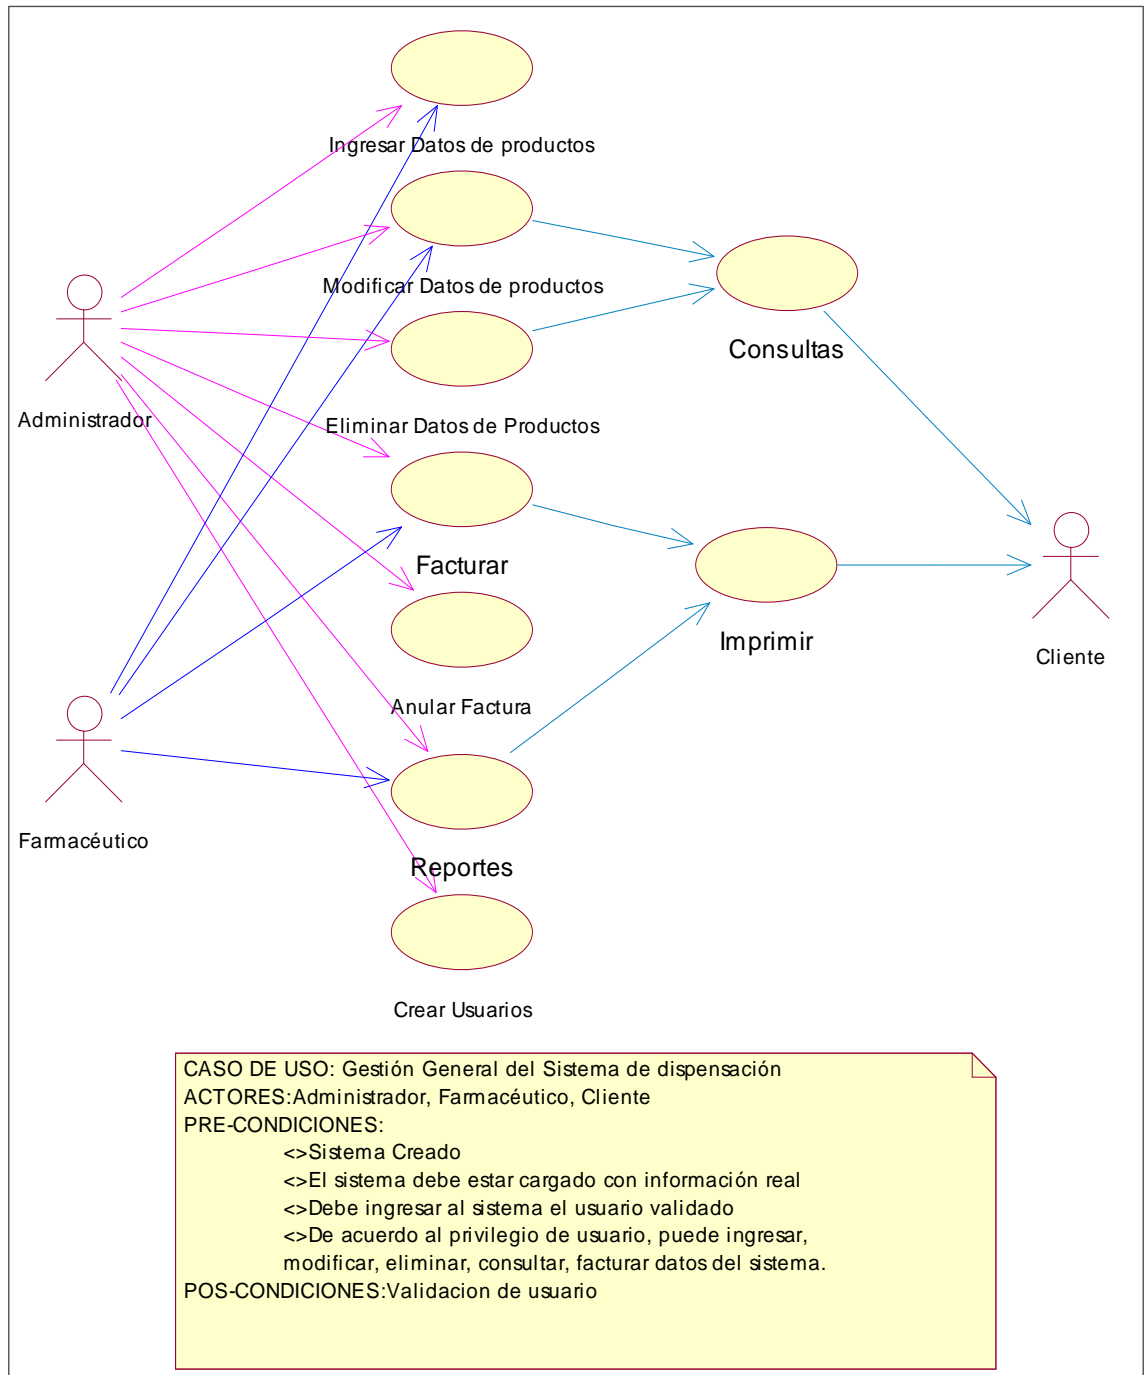 Ingresar Datos de productos
Modificar Datos de productos
Consultas
Administrador
Eliminar Datos de Productos
Facturar
Imprimir
Cliente
Anular Factura
Farmacéutico
Reportes
Crear Usuarios
CASO DE USO: Gestión General del Sistema de dispensación
ACTORES:Administrador, Farmacéutico, Cliente
PRE-CONDICIONES:
<>Sistema Creado
<>El sistema debe estar cargado con información real
<>Debe ingresar al sistema el usuario validado
<>De acuerdo al privilegio de usuario, puede ingresar,
modificar, eliminar, consultar, facturar datos del sistema.
POS-CONDICIONES:Validacion de usuario